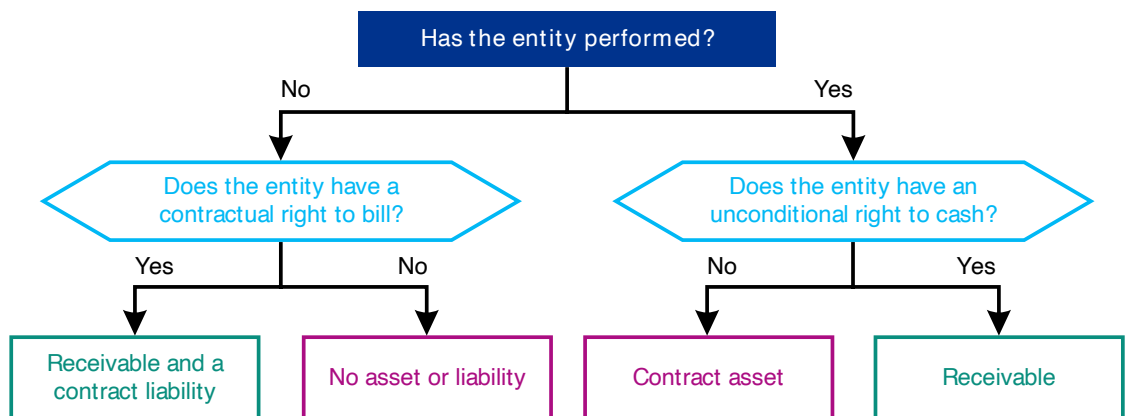 Has the entity performed?
No
Yes
Does the entity have a
contractual right to bill?
Does the entity have an
unconditional right to cash?
Yes
No
No
Yes
Receivable and a
contract liability
No asset or liability
Contract asset
Receivable